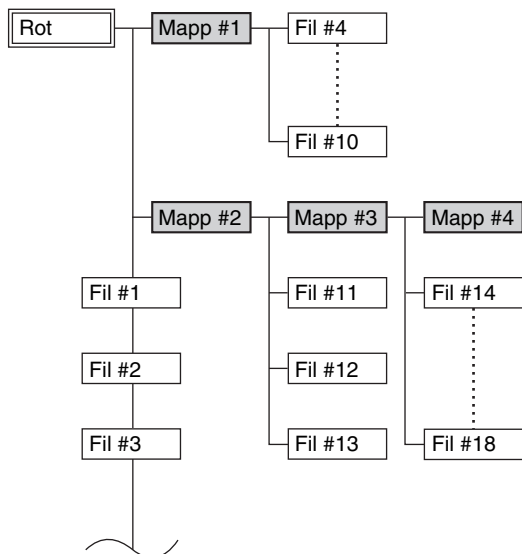 Rot
Mapp #1
Fil #4
Fil #10
Mapp #2
Mapp #3
Mapp #4
Fil #1
Fil #11
Fil #14
Fil #2
Fil #12
Fil #3
Fil #13
Fil #18